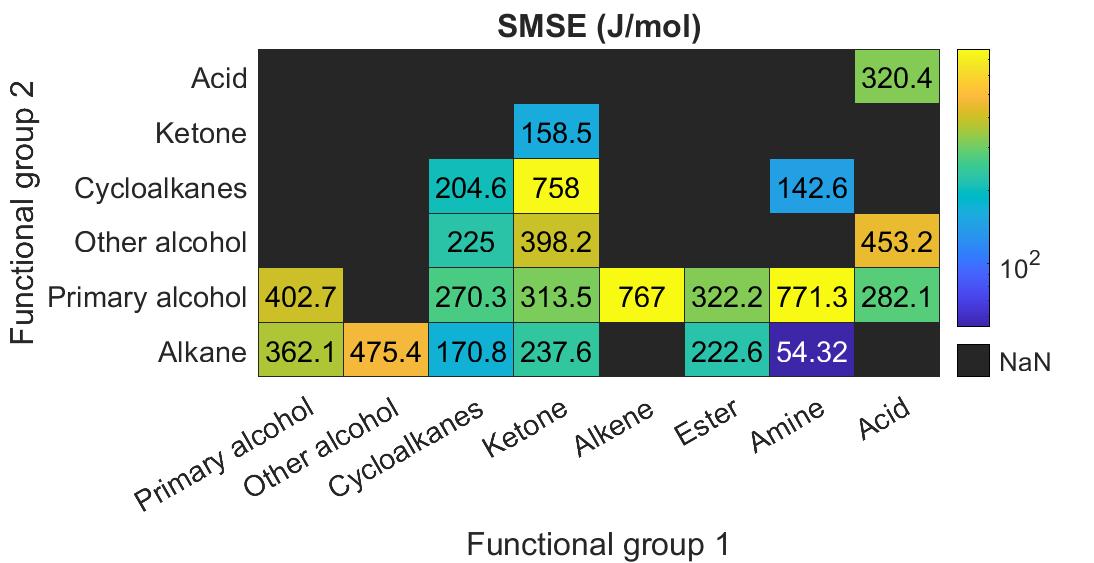 SMSE (J/mol)
Functional group 2
Acid 320.4
Ketone 158.5
Cycloalkanes 204.6 758 142.6
Other alcohol 225 398.2 453.2
Primary alcohol 402.7 270.3 313.5 767 322.2 771.3 282.1
Alkane 362.1 475.4 170.8 237.6 222.6 54.32
10²
NaN
Primary alcohol
Other alcohol
Cycloalkanes
Ketone
Alkene
Ester
Amine
Acid
Functional group 1